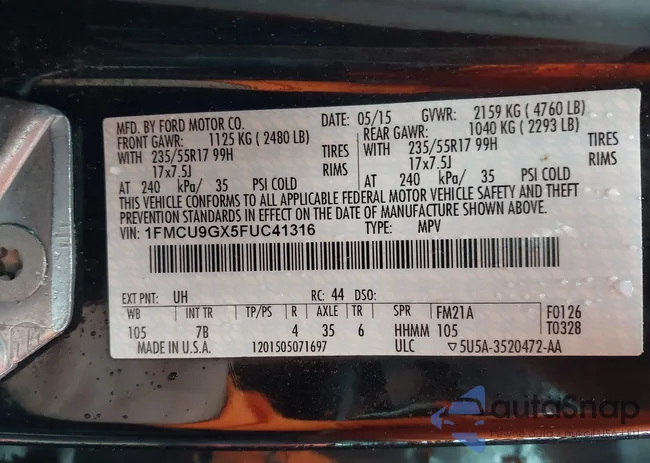 MFD. BY FORD MOTOR CO. DATE: 05/15 GVWR: 2159 KG ( 4760 LB)
FRONT GAWR: 1125 KG ( 2480 LB) REAR GAWR: 1040 KG ( 2293 LB)
WITH 235/55R17 99H TIRES WITH 235/55R17 99H TIRES
17x7.5J RIMS 17x7.5J RIMS
AT 240 kPa/ 35 PSI COLD AT 240 kPa/ 35 PSI COLD
THIS VEHICLE CONFORMS TO ALL APPLICABLE FEDERAL MOTOR VEHICLE SAFETY AND THEFT
PREVENTION STANDARDS IN EFFECT ON THE DATE OF MANUFACTURE SHOWN ABOVE.
VIN: 1FMCU9GX5FUC41316 TYPE: MPV
EXT PNT: UH RC: 44 DSO:
WB INT TR TP/PS R AXLE TR SPR FM21A F0126
105 7B 4 35 6 HHMM 105 T0328
MADE IN U.S.A. 1201505071697 ULC ▽5U5A-3520472-AA
autoSnap